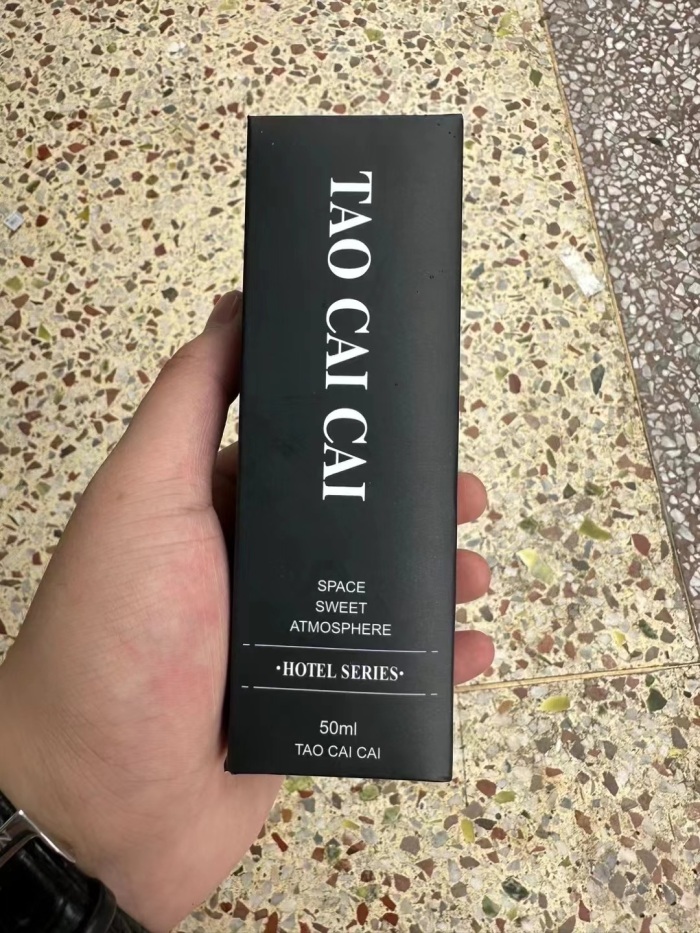 TAO CAI CAI
SPACE
SWEET
ATMOSPHERE
·HOTEL SERIES·
50ml
TAO CAI CAI